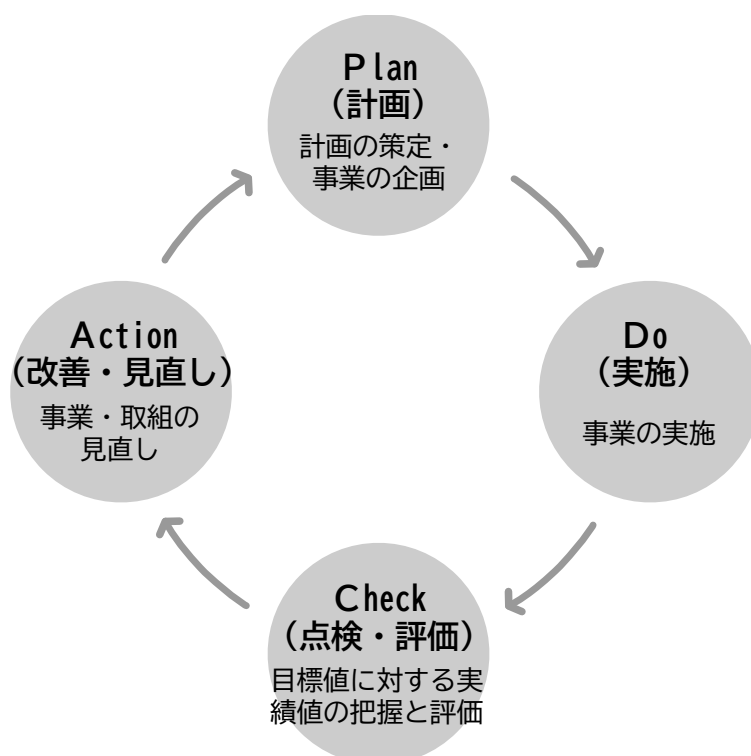 Plan
（計画）
計画の策定・
事業の企画
Do
（実施）
事業の実施
Check
（点検・評価）
目標値に対する実
績値の把握と評価
Action
（改善・見直し）
事業・取組の
見直し